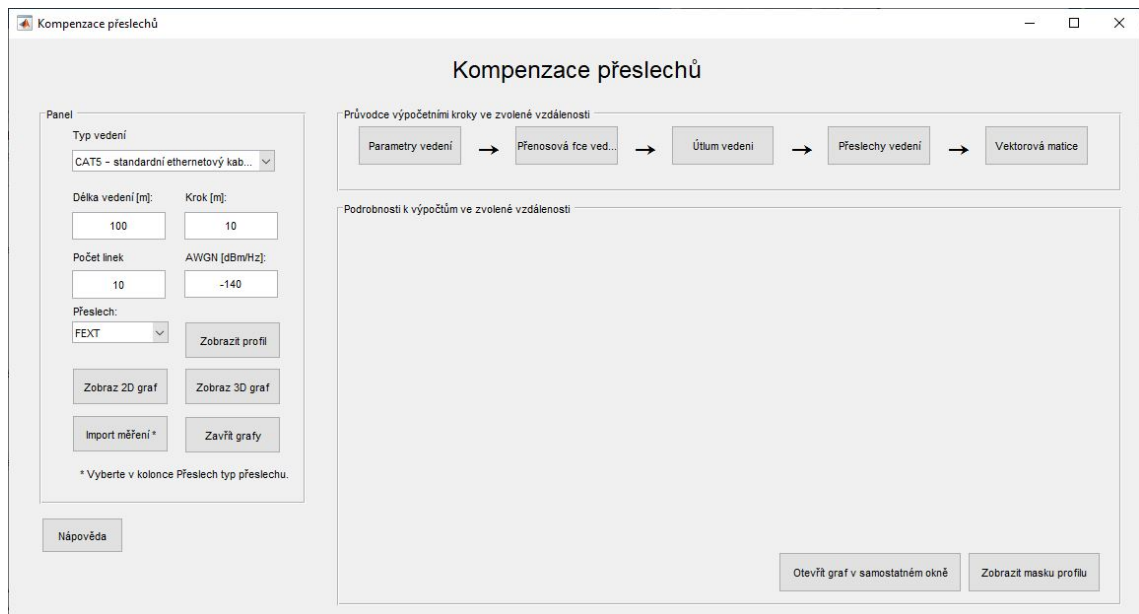 Kompenzace přeslechů
Kompenzace přeslechů
Panel
Typ vedení
CAT5 - standardní ethernetový kab...
Délka vedení [m]: Krok [m]:
100 10
Počet linek AWGN [dBm/Hz]:
10 -140
Přeslech:
FEXT
Zobrazit profil
Zobraz 2D graf Zobraz 3D graf
Import měření * Zavřít grafy
* Vyberte v kolonce Přeslech typ přeslechu.
Nápověda
Průvodce výpočetními kroky ve zvolené vzdálenosti
Parametry vedení → Přenosová fce ved... → Útlum vedeni → Přeslechy vedení → Vektorová matice
Podrobnosti k výpočtům ve zvolené vzdálenosti
Otevřít graf v samostatném okně Zobrazit masku profilu